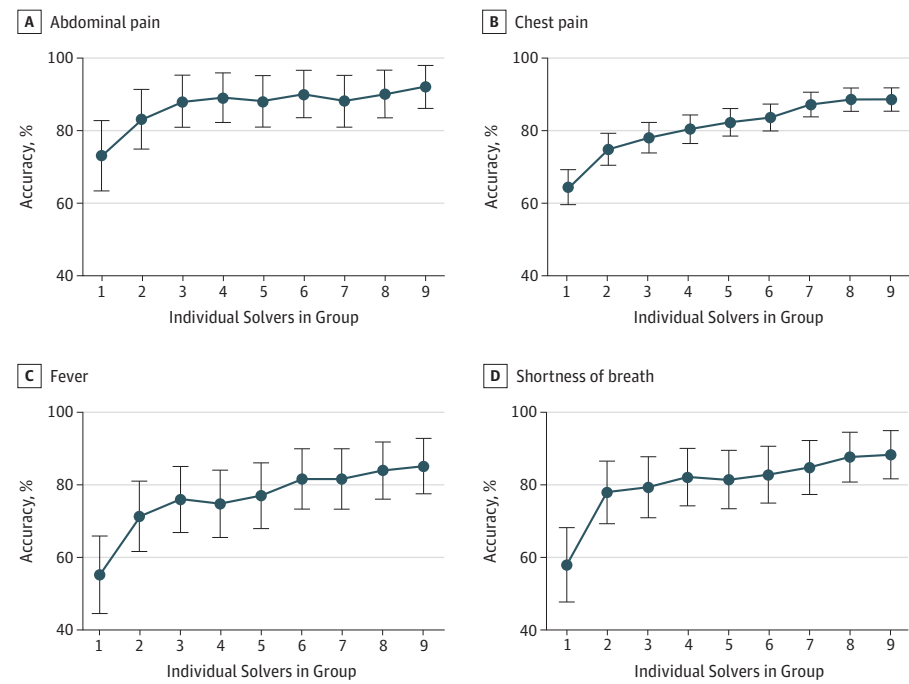 A Abdominal pain
100
80
60
40
Accuracy, %
1 2 3 4 5 6 7 8 9
Individual Solvers in Group
B Chest pain
100
80
60
40
Accuracy, %
1 2 3 4 5 6 7 8 9
Individual Solvers in Group
C Fever
100
80
60
40
Accuracy, %
1 2 3 4 5 6 7 8 9
Individual Solvers in Group
D Shortness of breath
100
80
60
40
Accuracy, %
1 2 3 4 5 6 7 8 9
Individual Solvers in Group